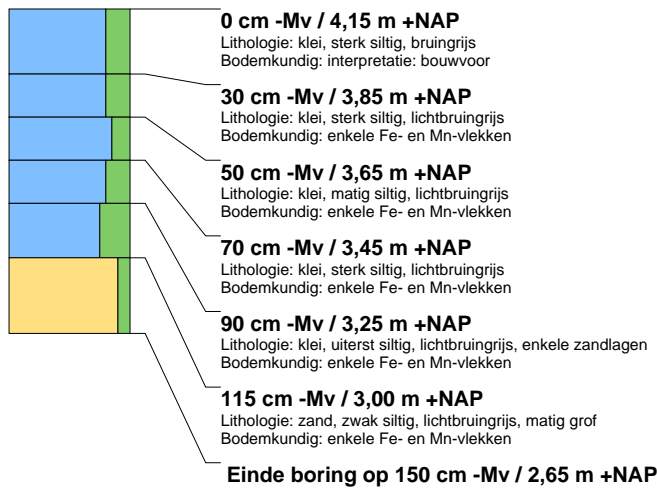 0 cm -Mv / 4,15 m +NAP
Lithologie: klei, sterk siltig, bruingrijs
Bodemkundig: interpretatie: bouwvoor
30 cm -Mv / 3,85 m +NAP
Lithologie: klei, sterk siltig, lichtbruingrijs
Bodemkundig: enkele Fe- en Mn-vlekken
50 cm -Mv / 3,65 m +NAP
Lithologie: klei, matig siltig, lichtbruingrijs
Bodemkundig: enkele Fe- en Mn-vlekken
70 cm -Mv / 3,45 m +NAP
Lithologie: klei, sterk siltig, lichtbruingrijs
Bodemkundig: enkele Fe- en Mn-vlekken
90 cm -Mv / 3,25 m +NAP
Lithologie: klei, uiterst siltig, lichtbruingrijs, enkele zandlagen
Bodemkundig: enkele Fe- en Mn-vlekken
115 cm -Mv / 3,00 m +NAP
Lithologie: zand, zwak siltig, lichtbruingrijs, matig grof
Bodemkundig: enkele Fe- en Mn-vlekken
Einde boring op 150 cm -Mv / 2,65 m +NAP